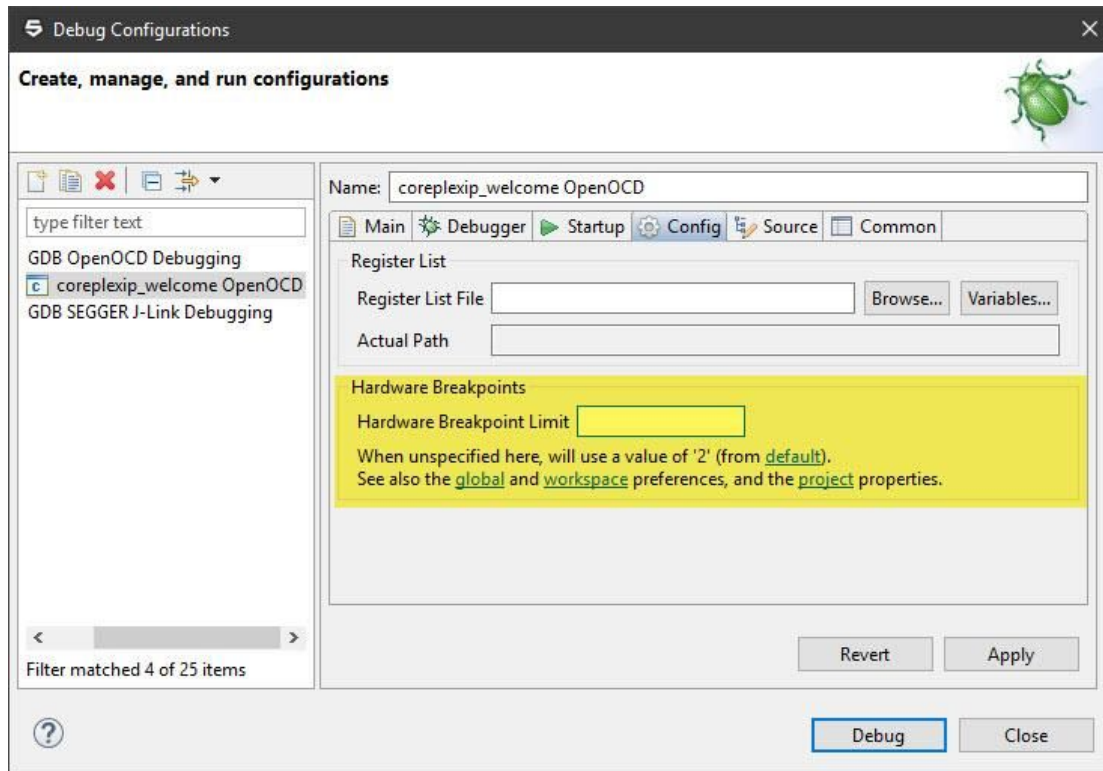 Debug Configurations
Create, manage, and run configurations
type filter text
GDB OpenOCD Debugging
coreplexip_welcome OpenOCD
GDB SEGGER J-Link Debugging
Filter matched 4 of 25 items
Name: coreplexip_welcome OpenOCD
Main Debugger Startup Config Source Common
Register List
Register List File Browse... Variables...
Actual Path
Hardware Breakpoints
Hardware Breakpoint Limit
When unspecified here, will use a value of '2' (from default).
See also the global and workspace preferences, and the project properties.
Revert Apply
Debug Close